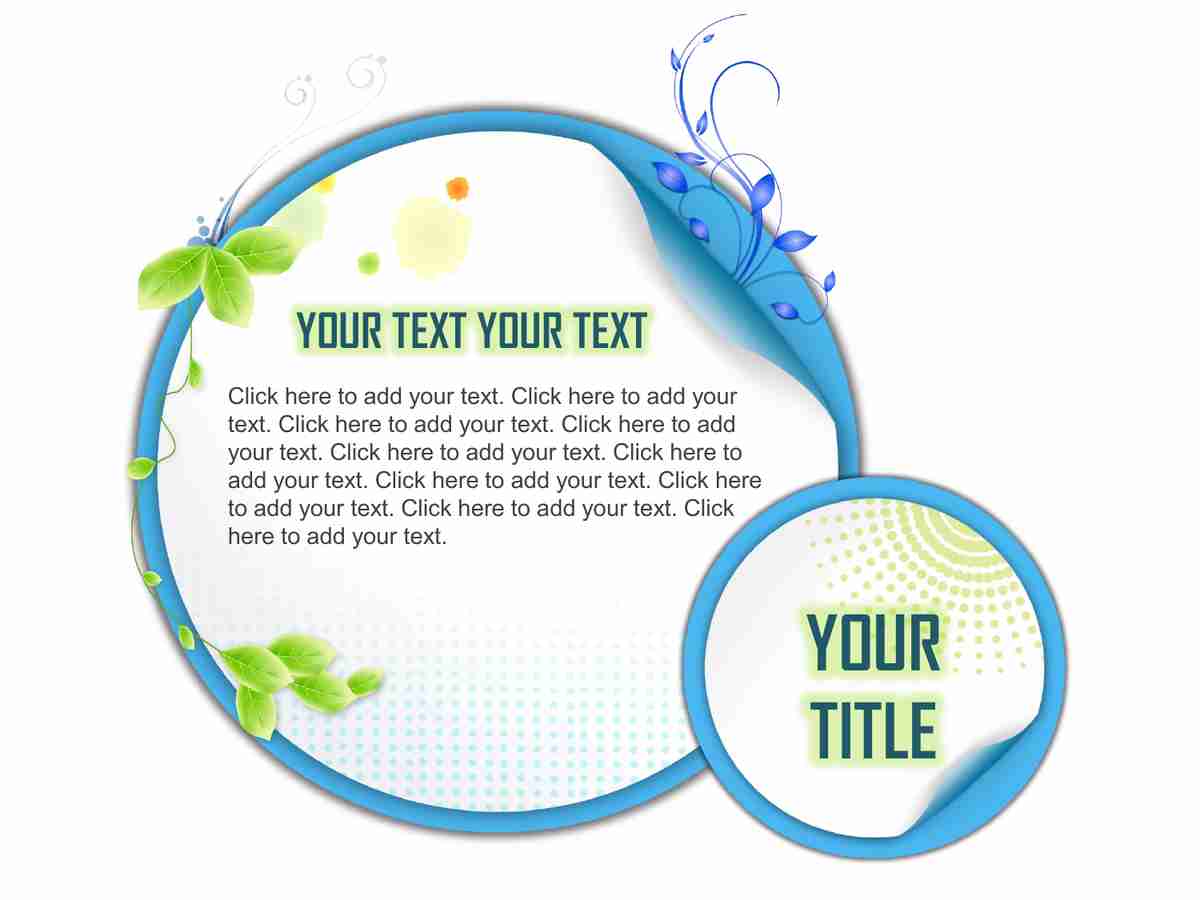 YOUR TEXT YOUR TEXT
Click here to add your text. Click here to add your
text. Click here to add your text. Click here to add
your text. Click here to add your text. Click here to
add your text. Click here to add your text. Click here
to add your text. Click here to add your text. Click
here to add your text.
YOUR
TITLE